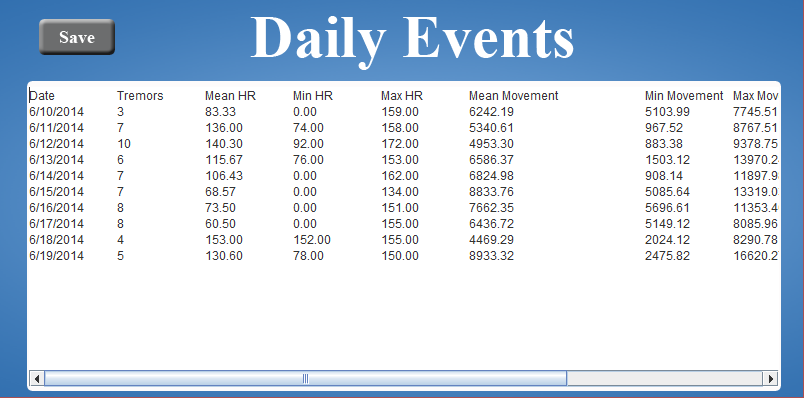 Save
Daily Events
Date Tremors Mean HR Min HR Max HR Mean Movement Min Movement Max Mov
6/10/2014 3 83.33 0.00 159.00 6242.19 5103.99 7745.51
6/11/2014 7 136.00 74.00 158.00 5340.61 967.52 8767.51
6/12/2014 10 140.30 92.00 172.00 4953.30 883.38 9378.75
6/13/2014 6 115.67 76.00 153.00 6586.37 1503.12 13970.2
6/14/2014 7 106.43 0.00 162.00 6824.98 908.14 11897.9
6/15/2014 7 68.57 0.00 134.00 8833.76 5085.64 13319.0
6/16/2014 8 73.50 0.00 151.00 7662.35 5696.61 11353.4
6/17/2014 8 60.50 0.00 155.00 6436.72 5149.12 8085.96
6/18/2014 4 153.00 152.00 155.00 4469.29 2024.12 8290.78
6/19/2014 5 130.60 78.00 150.00 8933.32 2475.82 16620.2